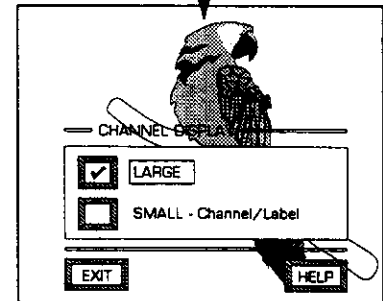 CHANNEL DISPLAY
LARGE
SMALL - Channel/Label
EXIT
HELP